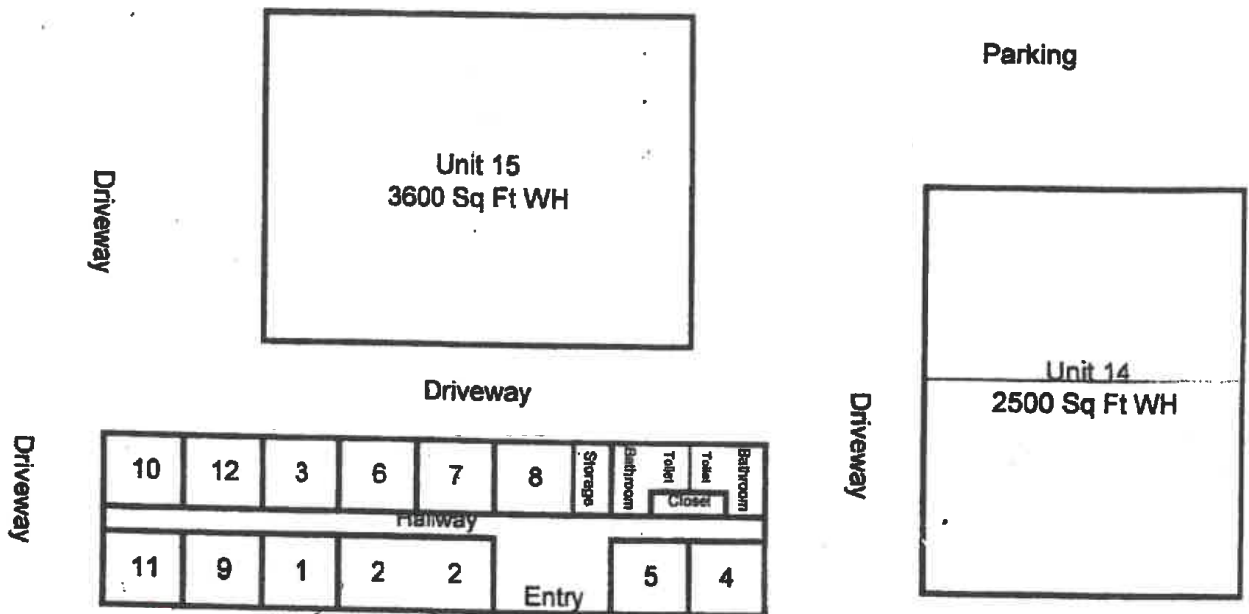 Parking
Unit 15
3600 Sq Ft WH
Driveway
Unit 14
2500 Sq Ft WH
Driveway
Driveway
Driveway
10 12 3 6 7 8 Storage Bathroom Toilet Toilet Bathroom
Closet
Hallway
11 9 1 2 2 5 4
Entry